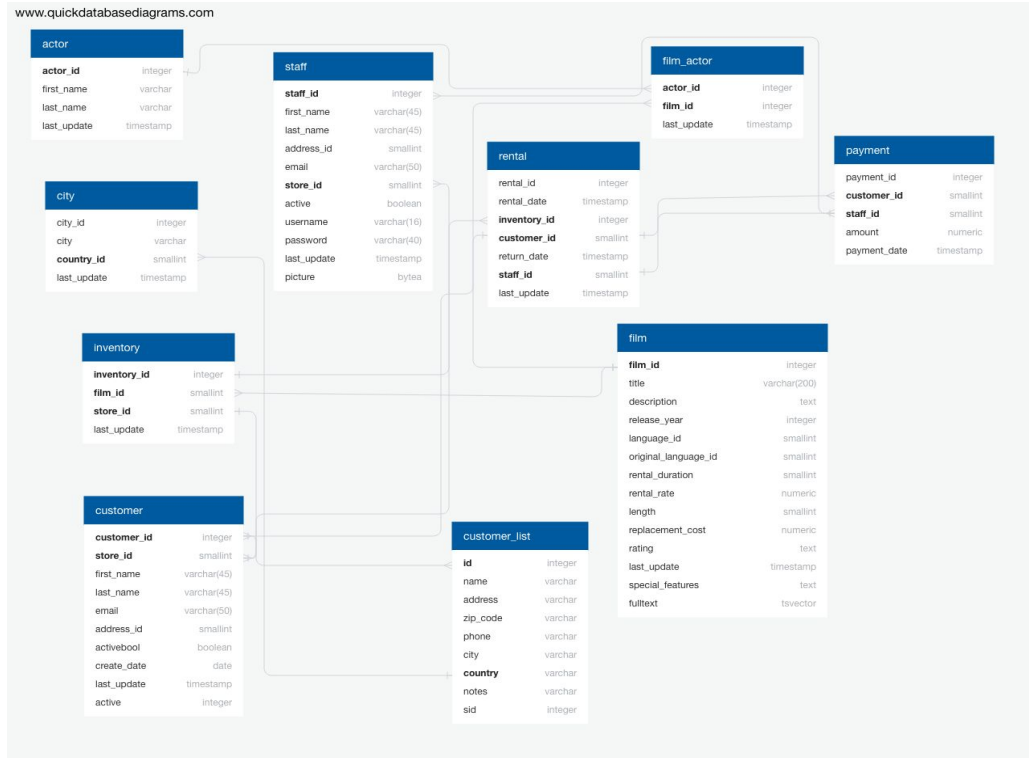 www.quickdatabasediagrams.com
actor
actor_id integer
first_name varchar
last_name varchar
last_update timestamp
staff
staff_id integer
first_name varchar(45)
last_name varchar(45)
address_id smallint
email varchar(50)
store_id smallint
active boolean
username varchar(16)
password varchar(40)
last_update timestamp
picture bytea
film_actor
actor_id integer
film_id integer
last_update timestamp
rental
rental_id integer
rental_date timestamp
inventory_id integer
customer_id smallint
return_date timestamp
staff_id smallint
last_update timestamp
payment
payment_id integer
customer_id smallint
staff_id smallint
amount numeric
payment_date timestamp
city
city_id integer
city varchar
country_id smallint
last_update timestamp
inventory
inventory_id integer
film_id smallint
store_id smallint
last_update timestamp
film
film_id integer
title varchar(200)
description text
release_year integer
language_id smallint
original_language_id smallint
rental_duration smallint
rental_rate numeric
length smallint
replacement_cost numeric
rating text
last_update timestamp
special_features text
fulltext tsvector
customer
customer_id integer
store_id smallint
first_name varchar(45)
last_name varchar(45)
email varchar(50)
address_id smallint
activebool boolean
create_date date
last_update timestamp
active integer
customer_list
id integer
name varchar
address varchar
zip_code varchar
phone varchar
city varchar
country varchar
notes varchar
sid integer